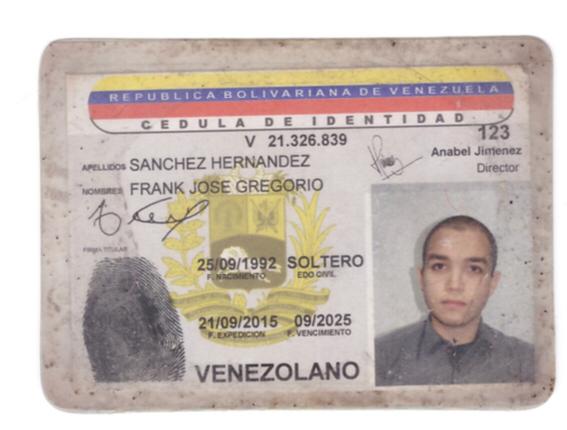 REPUBLICA BOLIVARIANA DE VENEZUELA
CEDULA DE IDENTIDAD
V 21.326.839
123
Anabel Jimenez
Director
APELLIDOS SANCHEZ HERNANDEZ
NOMBRES FRANK JOSE GREGORIO
FIRMA TITULAR
25/09/1992 SOLTERO
F. NACIMIENTO EDO CIVIL
21/09/2015 09/2025
F. EXPEDICION F. VENCIMIENTO
VENEZOLANO